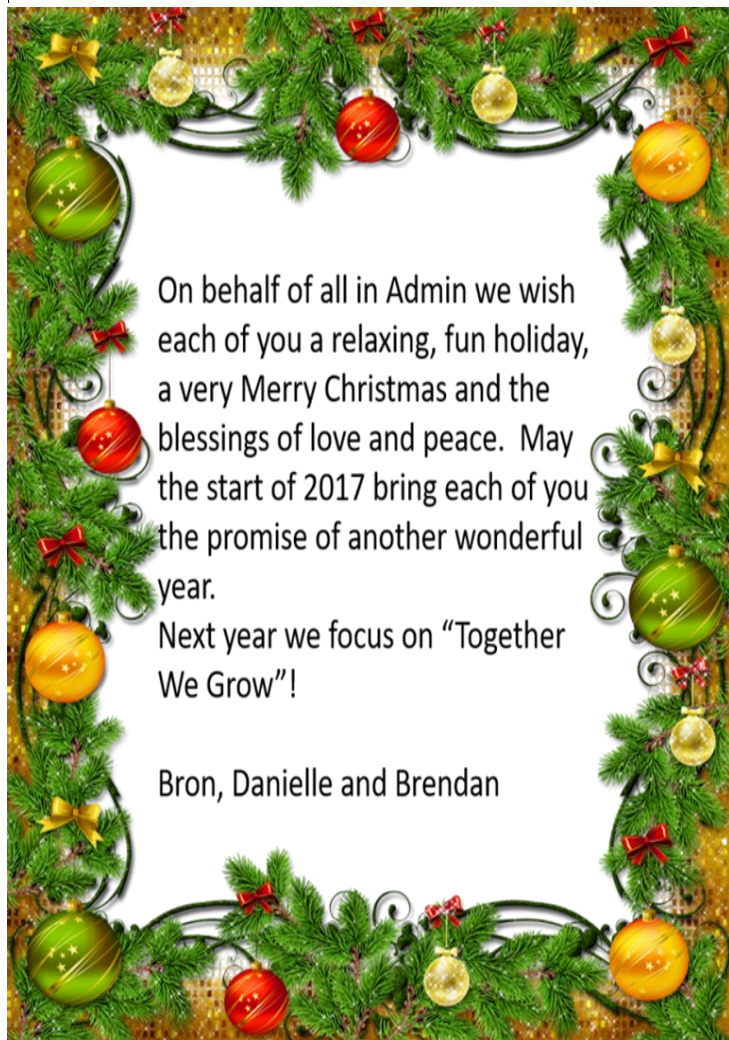 On behalf of all in Admin we wish
each of you a relaxing, fun holiday,
a very Merry Christmas and the
blessings of love and peace.  May
the start of 2017 bring each of you
the promise of another wonderful
year.
Next year we focus on “Together
We Grow”!
Bron, Danielle and Brendan